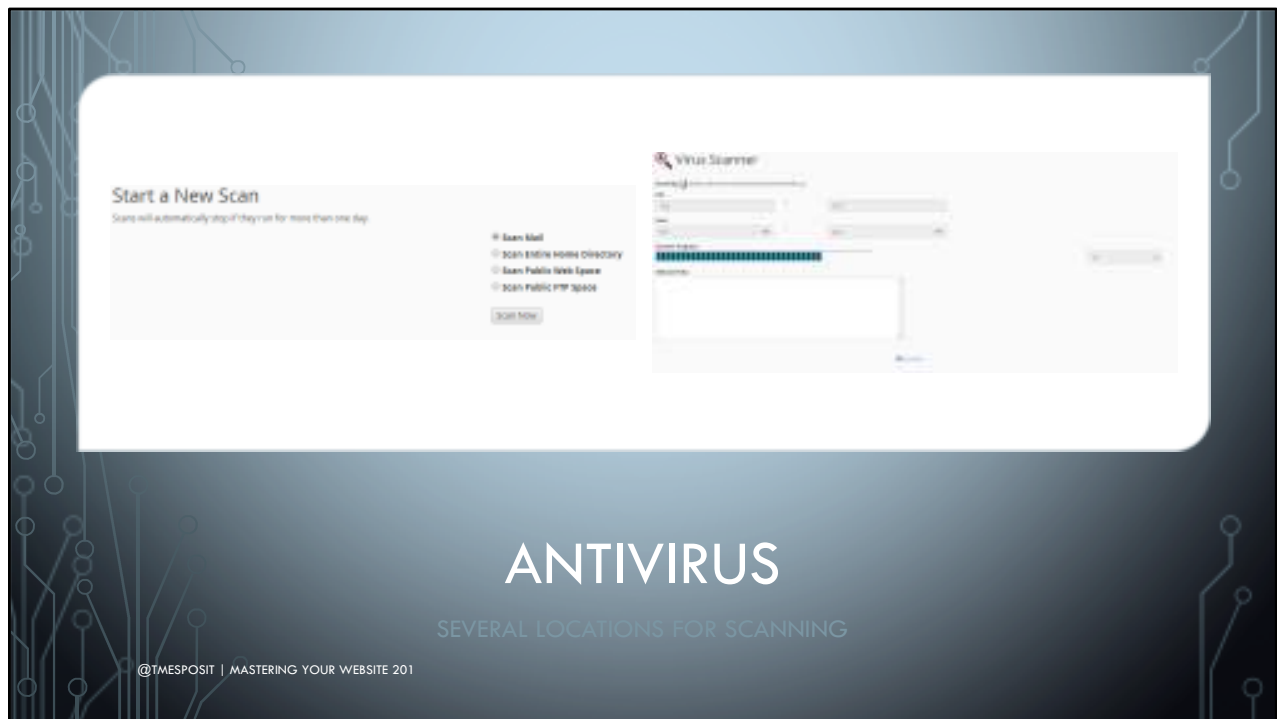 Start a New Scan
Scans will automatically stop if they run for more than one day.
Scan Mail
Scan Entire Home Directory
Scan Public Web Space
Scan Public FTP Space
Scan Now
Virus Scanner
ANTIVIRUS
SEVERAL LOCATIONS FOR SCANNING
@TMESPOSIT | MASTERING YOUR WEBSITE 201